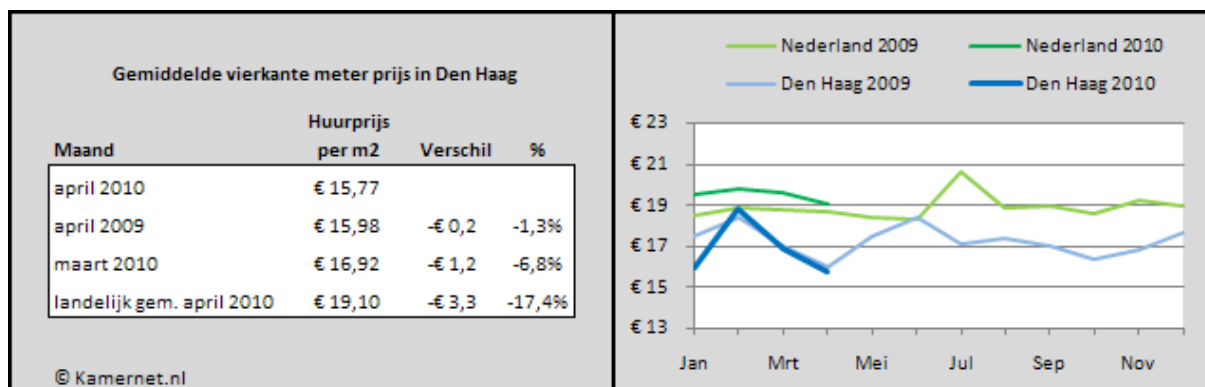 Gemiddelde vierkante meter prijs in Den Haag
Huurprijs
Maand per m2 Verschil %
april 2010 € 15,77
april 2009 € 15,98 -€ 0,2 -1,3%
maart 2010 € 16,92 -€ 1,2 -6,8%
landelijk gem. april 2010 € 19,10 -€ 3,3 -17,4%
© Kamernet.nl
Nederland 2009 Nederland 2010
Den Haag 2009 Den Haag 2010
€ 23
€ 21
€ 19
€ 17
€ 15
€ 13
Jan Mrt Mei Jul Sep Nov